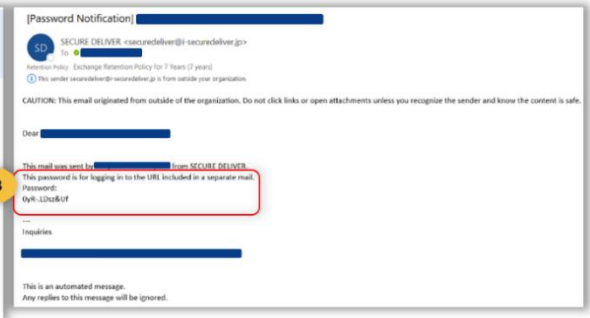 [Password Notification]
SD
SECURE DELIVER <securedeliver@i-securedeliver.jp>
To
Retention Policy Exchange Retention Policy for 7 Years (7 years)
This sender securedeliver@i-securedeliver.jp is from outside your organization.
CAUTION: This email originated from outside of the organization. Do not click links or open attachments unless you recognize the sender and know the content is safe.
Dear
This mail was sent by from SECURE DELIVER.
This password is for logging in to the URL included in a separate mail.
Password:
0yR-.LDsz&Uf
---
Inquiries
This is an automated message.
Any replies to this message will be ignored.